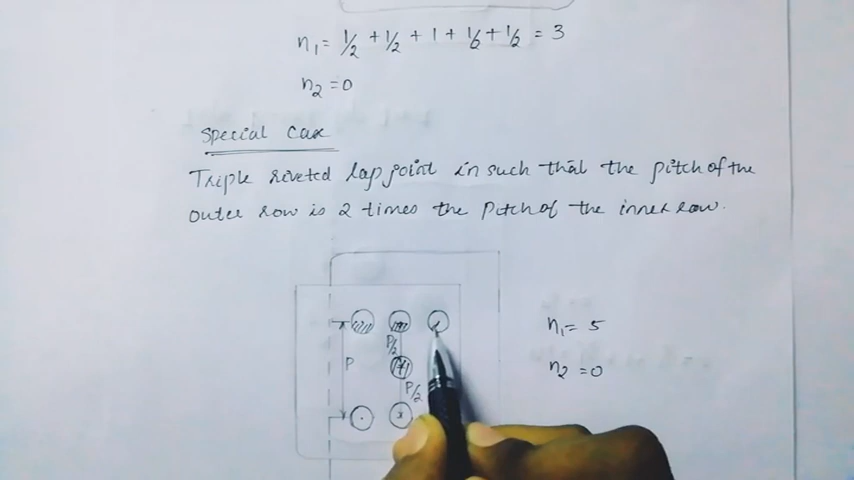 n₁ = 1/2 + 1/2 + 1 + 1/2 + 1/2 = 3
n₂ = 0
Special Case
Triple riveted lap joint in such that the pitch of the
outer row is 2 times the pitch of the inner row.
n₁ = 5
P/2
P
n₂ = 0
P/2